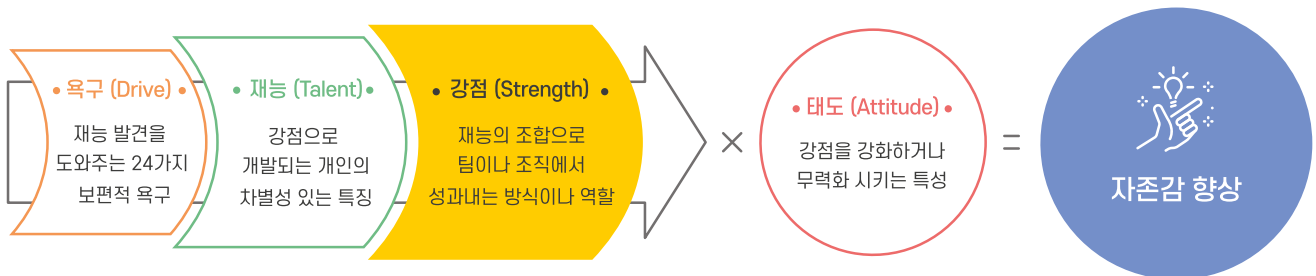 • 욕구 (Drive) •
재능 발견을
도와주는 24가지
보편적 욕구
• 재능 (Talent) •
강점으로
개발되는 개인의
차별성 있는 특징
• 강점 (Strength) •
재능의 조합으로
팀이나 조직에서
성과내는 방식이나 역할
×
• 태도 (Attitude) •
강점을 강화하거나
무력화 시키는 특성
=
자존감 향상